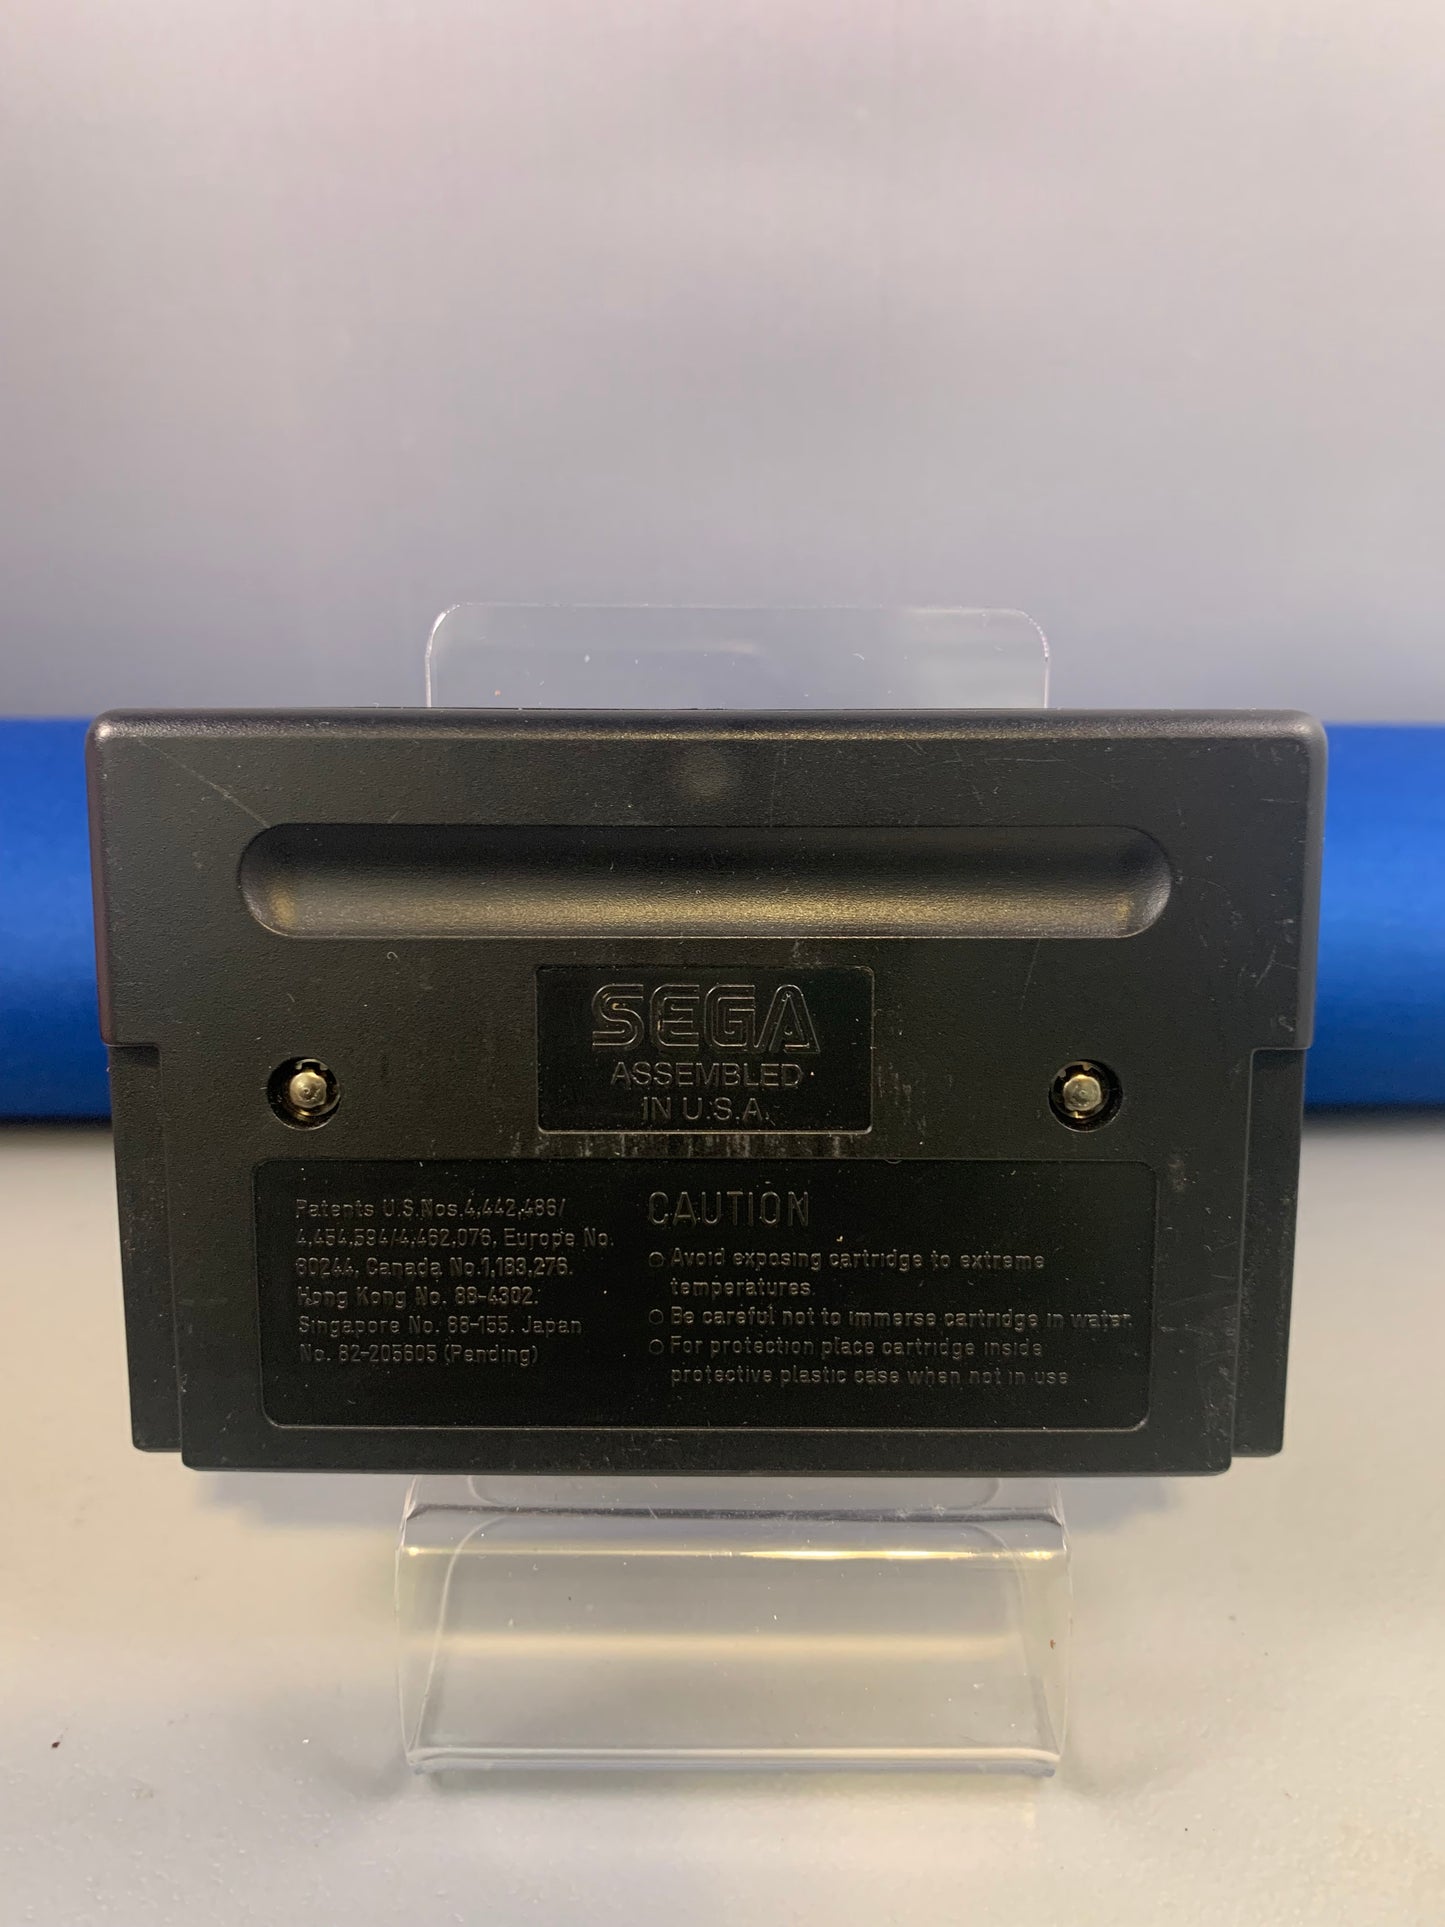 SEGA
ASSEMBLED
IN U.S.A.
Patents U.S.Nos.4,442,486/
4,454,594/4,462,076, Europe No.
80244, Canada No.1,183,276.
Hong Kong No. 88-4302.
Singapore No. 88-155. Japan
No. 82-205605 (Pending)
CAUTION
○ Avoid exposing cartridge to extreme
temperatures.
○ Be careful not to immerse cartridge in water.
○ For protection place cartridge inside
protective plastic case when not in use